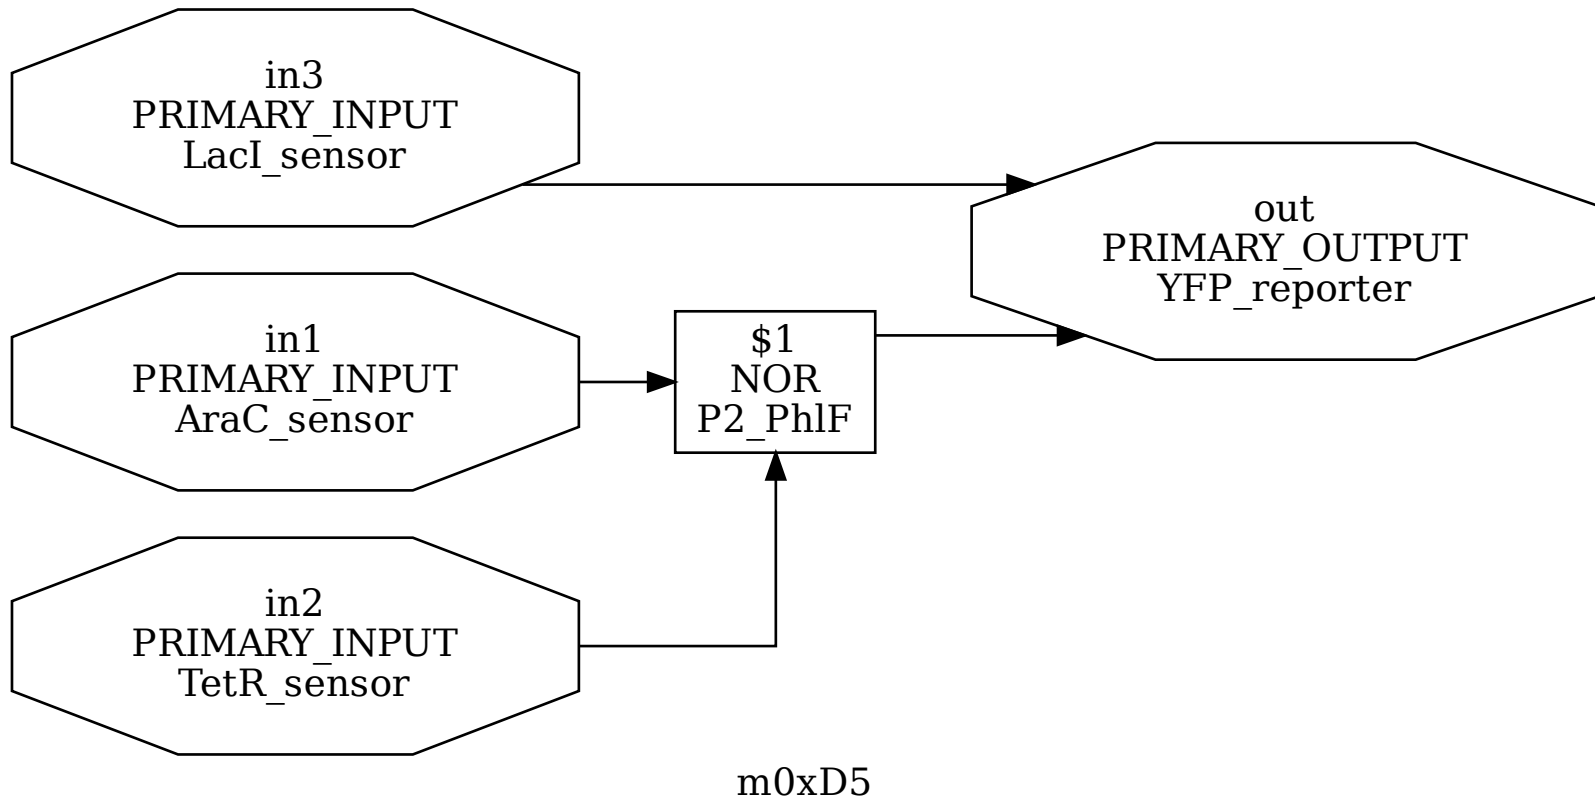 in3
PRIMARY_INPUT
LacI_sensor
out
PRIMARY_OUTPUT
YFP_reporter
in1
PRIMARY_INPUT
AraC_sensor
$1
NOR
P2_PhlF
in2
PRIMARY_INPUT
TetR_sensor
m0xD5